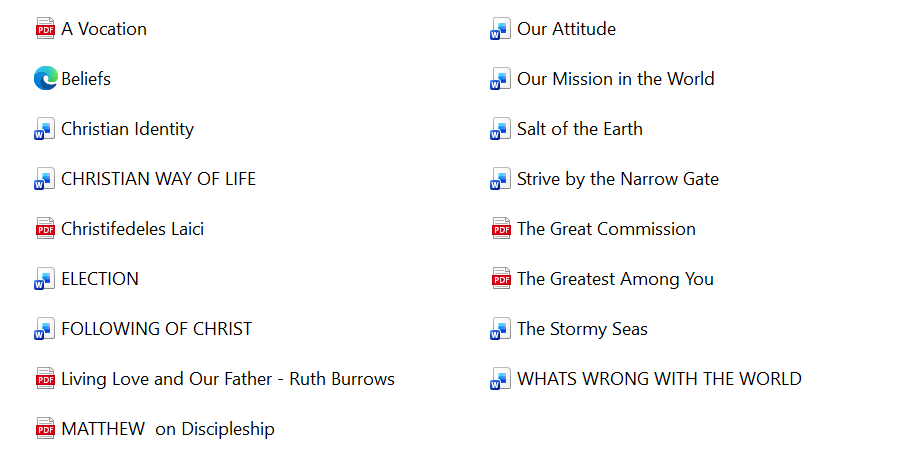 A Vocation
Beliefs
Christian Identity
CHRISTIAN WAY OF LIFE
Christifedeles Laici
ELECTION
FOLLOWING OF CHRIST
Living Love and Our Father - Ruth Burrows
MATTHEW  on Discipleship
Our Attitude
Our Mission in the World
Salt of the Earth
Strive by the Narrow Gate
The Great Commission
The Greatest Among You
The Stormy Seas
WHATS WRONG WITH THE WORLD